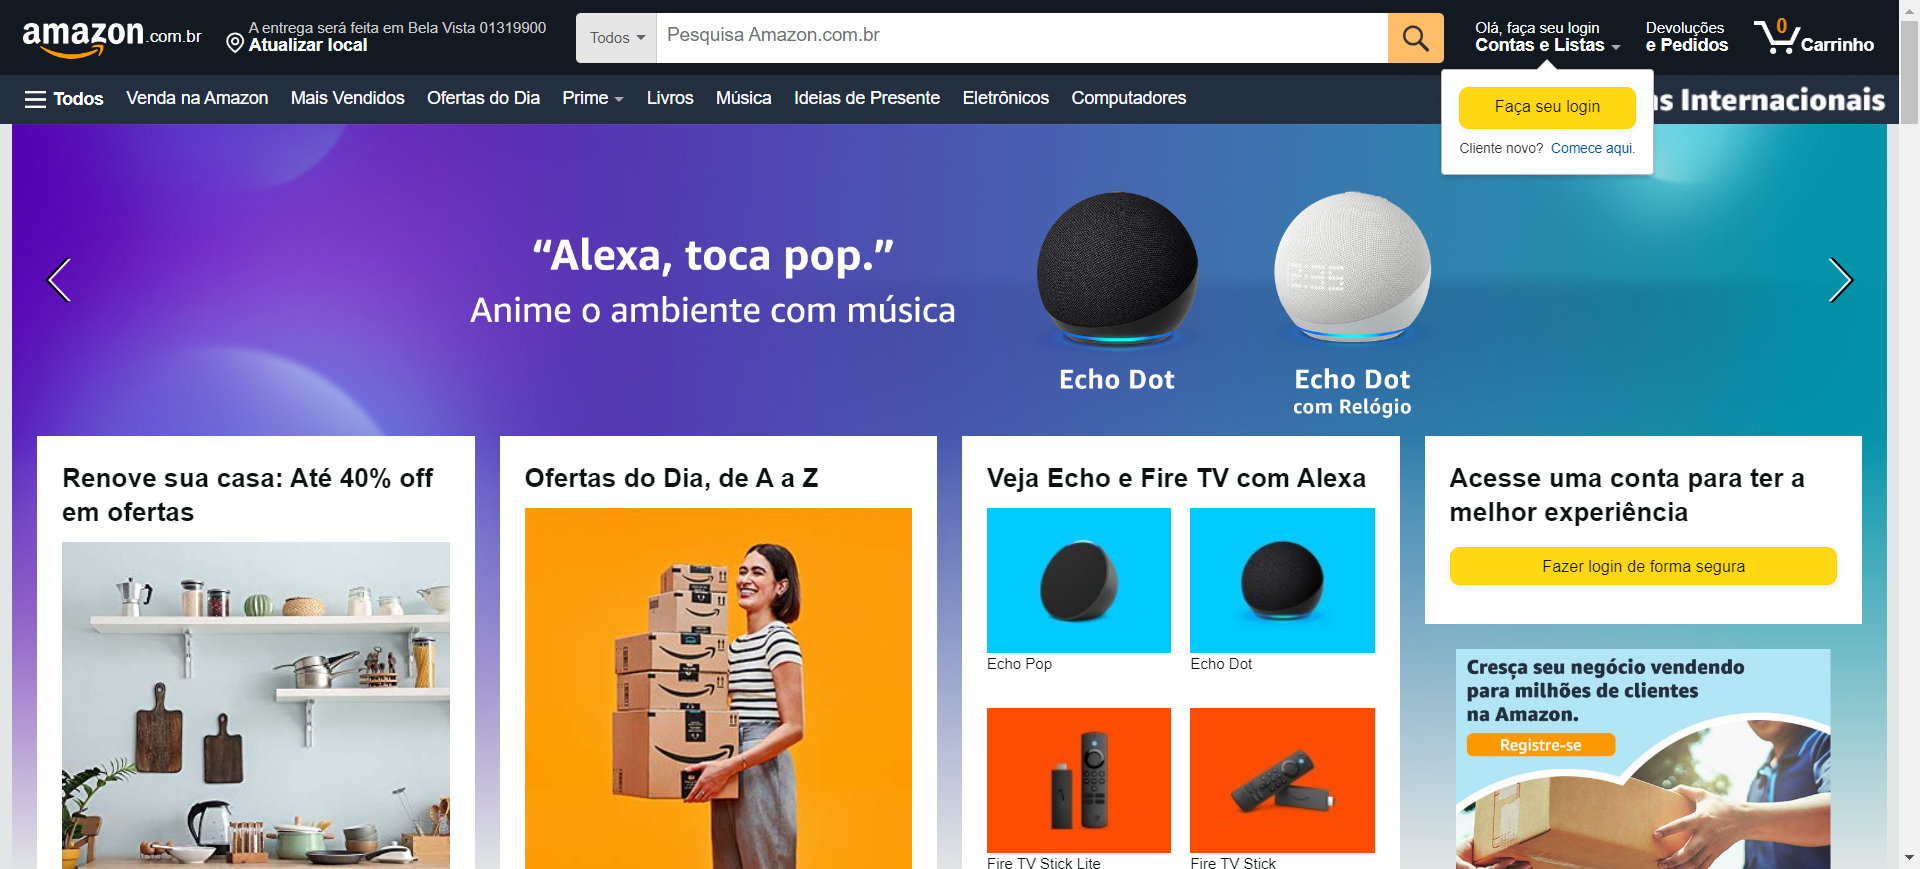 amazon.com.br
A entrega será feita em Bela Vista 01319900
Atualizar local
Todos
Pesquisa Amazon.com.br
Olá, faça seu login
Contas e Listas
Devoluções
e Pedidos
0
Carrinho
Todos
Venda na Amazon
Mais Vendidos
Ofertas do Dia
Prime
Livros
Música
Ideias de Presente
Eletrônicos
Computadores
Internacionais
Faça seu login
Cliente novo? Comece aqui.
“Alexa, toca pop.”
Anime o ambiente com música
Echo Dot
Echo Dot
com Relógio
Renove sua casa: Até 40% off
em ofertas
Ofertas do Dia, de A a Z
Veja Echo e Fire TV com Alexa
Echo Pop
Echo Dot
Fire TV Stick Lite
Fire TV Stick
Acesse uma conta para ter a
melhor experiência
Fazer login de forma segura
Cresça seu negócio vendendo
para milhões de clientes
na Amazon.
Registre-se